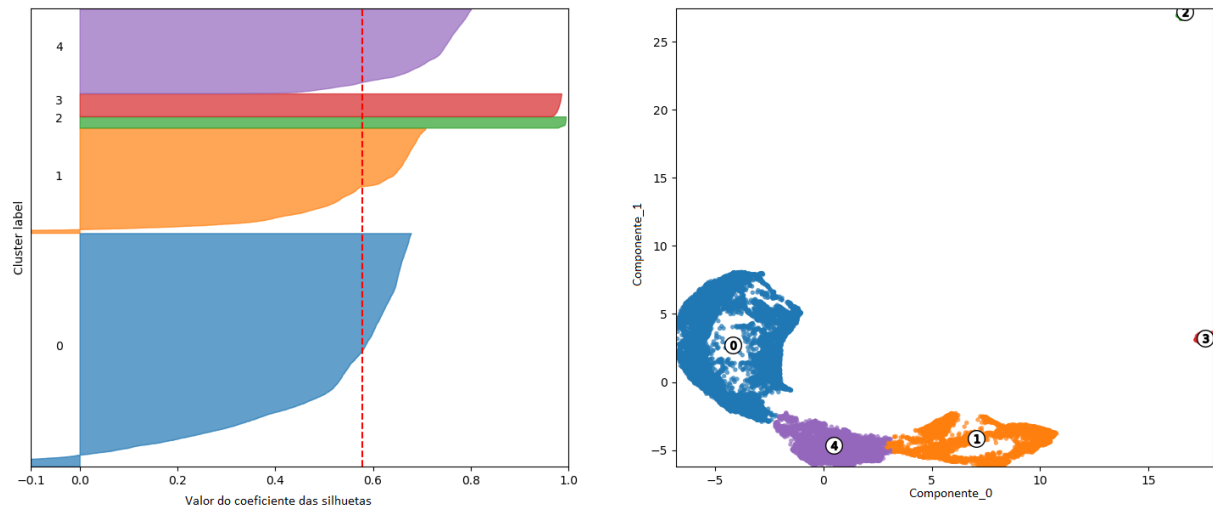 4
3
2
1
0
Cluster label
−0.1 0.0 0.2 0.4 0.6 0.8 1.0
Valor do coeficiente das silhuetas
25
20
15
10
5
0
−5
Componente_1
2
3
0
1
4
−5 0 5 10 15
Componente_0